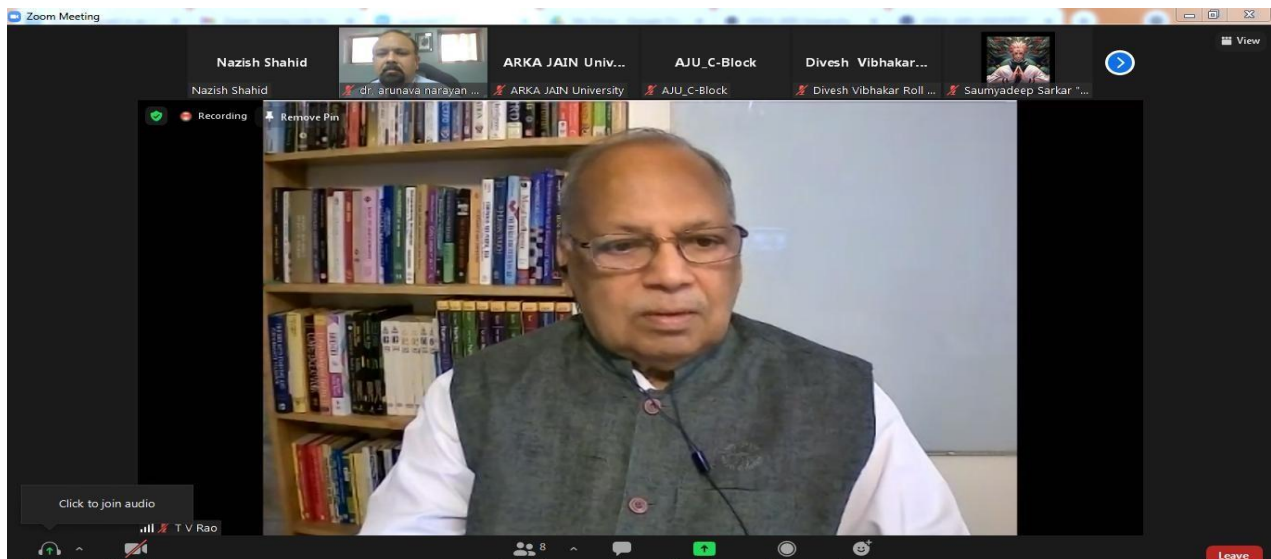 Zoom Meeting
View
Nazish Shahid
ARKA JAIN Univ...
AJU_C-Block
Divesh Vibhakar...
Nazish Shahid
dr. arunava narayan ...
ARKA JAIN University
AJU_C-Block
Divesh Vibhakar Roll ...
Saumyadeep Sarkar "...
Recording
Remove Pin
Click to join audio
T V Rao
8
Leave